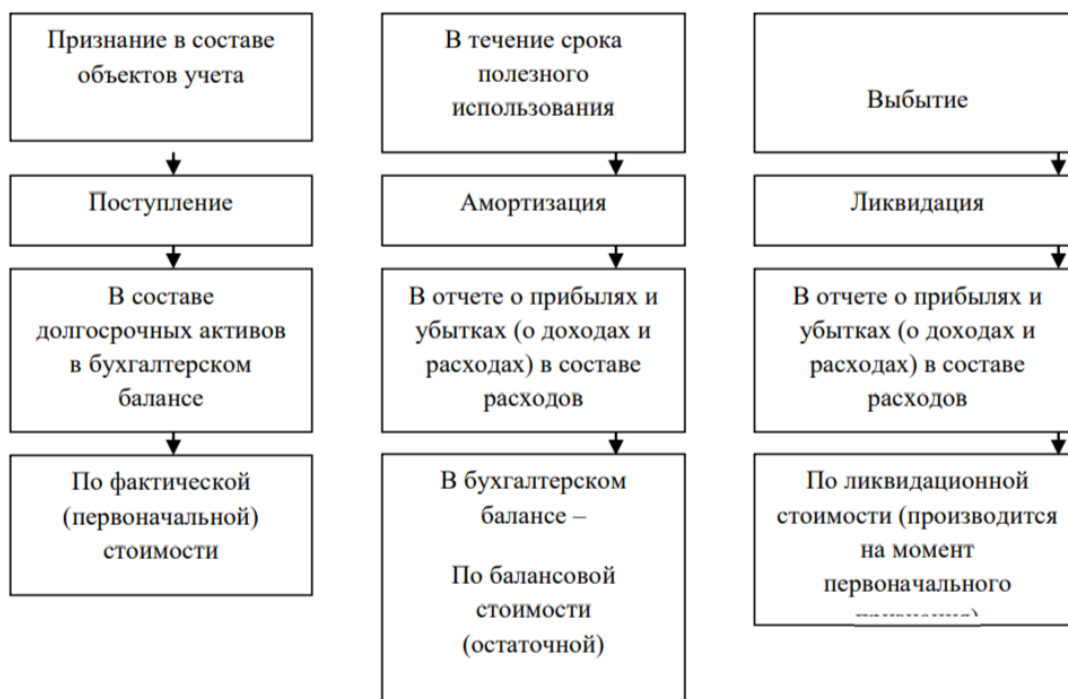 Признание в составе
объектов учета
Поступление
В составе
долгосрочных активов
в бухгалтерском
балансе
По фактической
(первоначальной)
стоимости
В течение срока
полезного
использования
Амортизация
В отчете о прибылях и
убытках (о доходах и
расходах) в составе
расходов
В бухгалтерском
балансе –
По балансовой
стоимости
(остаточной)
Выбытие
Ликвидация
В отчете о прибылях и
убытках (о доходах и
расходах) в составе
расходов
По ликвидационной
стоимости (производится
на момент
первоначального